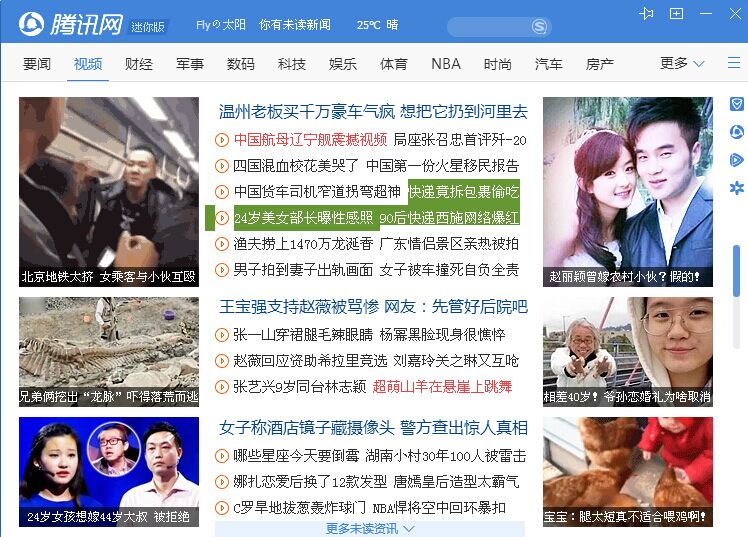 腾讯网 迷你版 Flyの太阳 你有未读新闻 25℃ 晴
要闻 视频 财经 军事 数码 科技 娱乐 体育 NBA 时尚 汽车 房产 更多
北京地铁太挤 女乘客与小伙互殴
兄弟俩挖出“龙脉”吓得落荒而逃
24岁女孩想嫁44岁大叔 被拒绝
温州老板买千万豪车气疯 想把它扔到河里去
中国航母辽宁舰震撼视频 局座张召忠首评歼-20
四国混血校花美哭了 中国第一份火星移民报告
中国货车司机窄道拐弯超神 快递竟拆包裹偷吃
24岁美女部长曝性感照 90后快递西施网络爆红
渔夫捞上1470万龙涎香 广东情侣景区亲热被拍
男子拍到妻子出轨画面 女子被车撞死自负全责
王宝强支持赵薇被骂惨 网友：先管好后院吧
张一山穿裙腿毛辣眼睛 杨幂黑脸现身很憔悴
赵薇回应资助希拉里竞选 刘嘉玲关之琳又互呛
张艺兴9岁同台林志颖 超萌山羊在悬崖上跳舞
女子称酒店镜子藏摄像头 警方查出惊人真相
哪些星座今天要倒霉 湖南小村30年100人被雷击
娜扎恋爱后换了12款发型 唐嫣皇后造型太霸气
C罗旱地拔葱轰炸球门 NBA悍将空中回环暴扣
更多未读资讯
赵丽颖曾嫁农村小伙？假的！
相差40岁！爷孙恋婚礼为啥取消
宝宝：腿太短真不适合喂鸡啊！